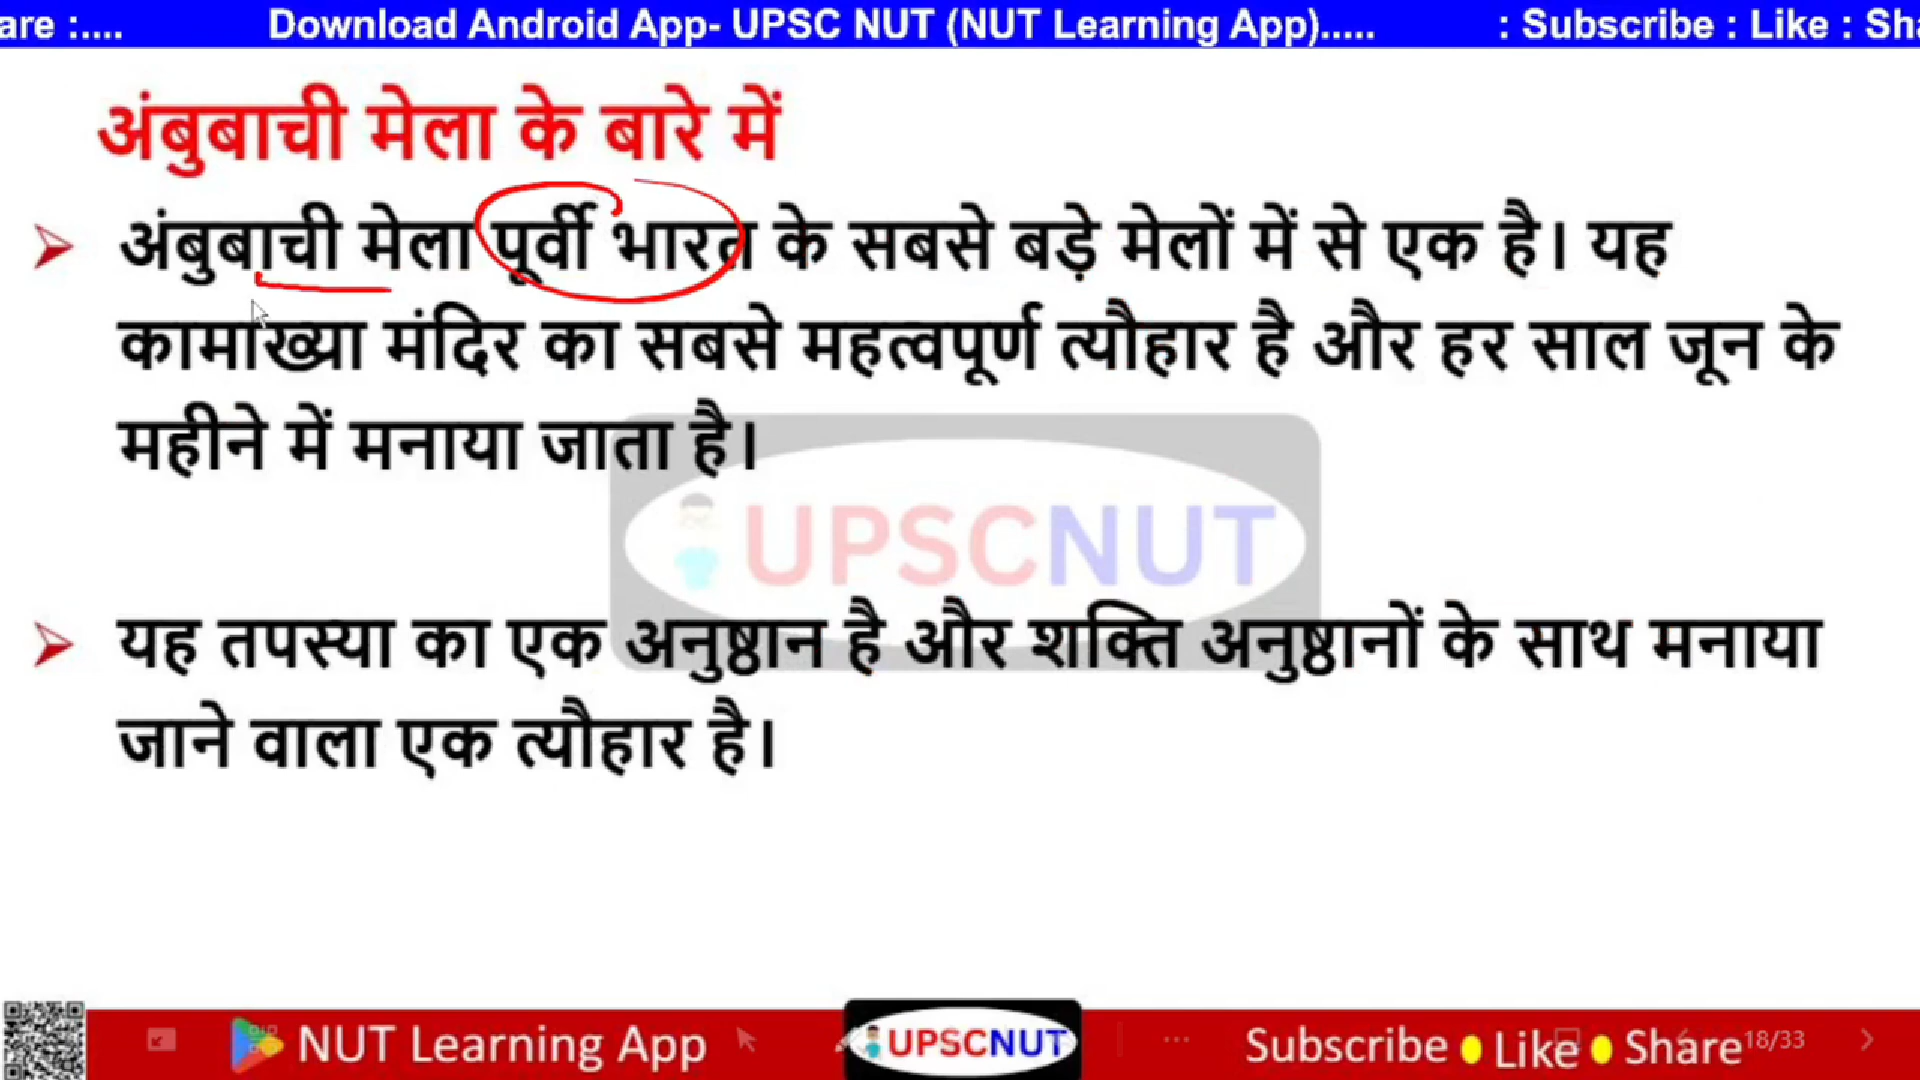 are :.... Download Android App- UPSC NUT (NUT Learning App)..... : Subscribe : Like : Sha
अंबुबाची मेला के बारे में
अंबुबाची मेला पूर्वी भारत के सबसे बड़े मेलों में से एक है। यह
कामाख्या मंदिर का सबसे महत्वपूर्ण त्यौहार है और हर साल जून के
महीने में मनाया जाता है।
UPSCNUT
यह तपस्या का एक अनुष्ठान है और शक्ति अनुष्ठानों के साथ मनाया
जाने वाला एक त्यौहार है।
NUT Learning App UPSCNUT Subscribe Like Share 18/33